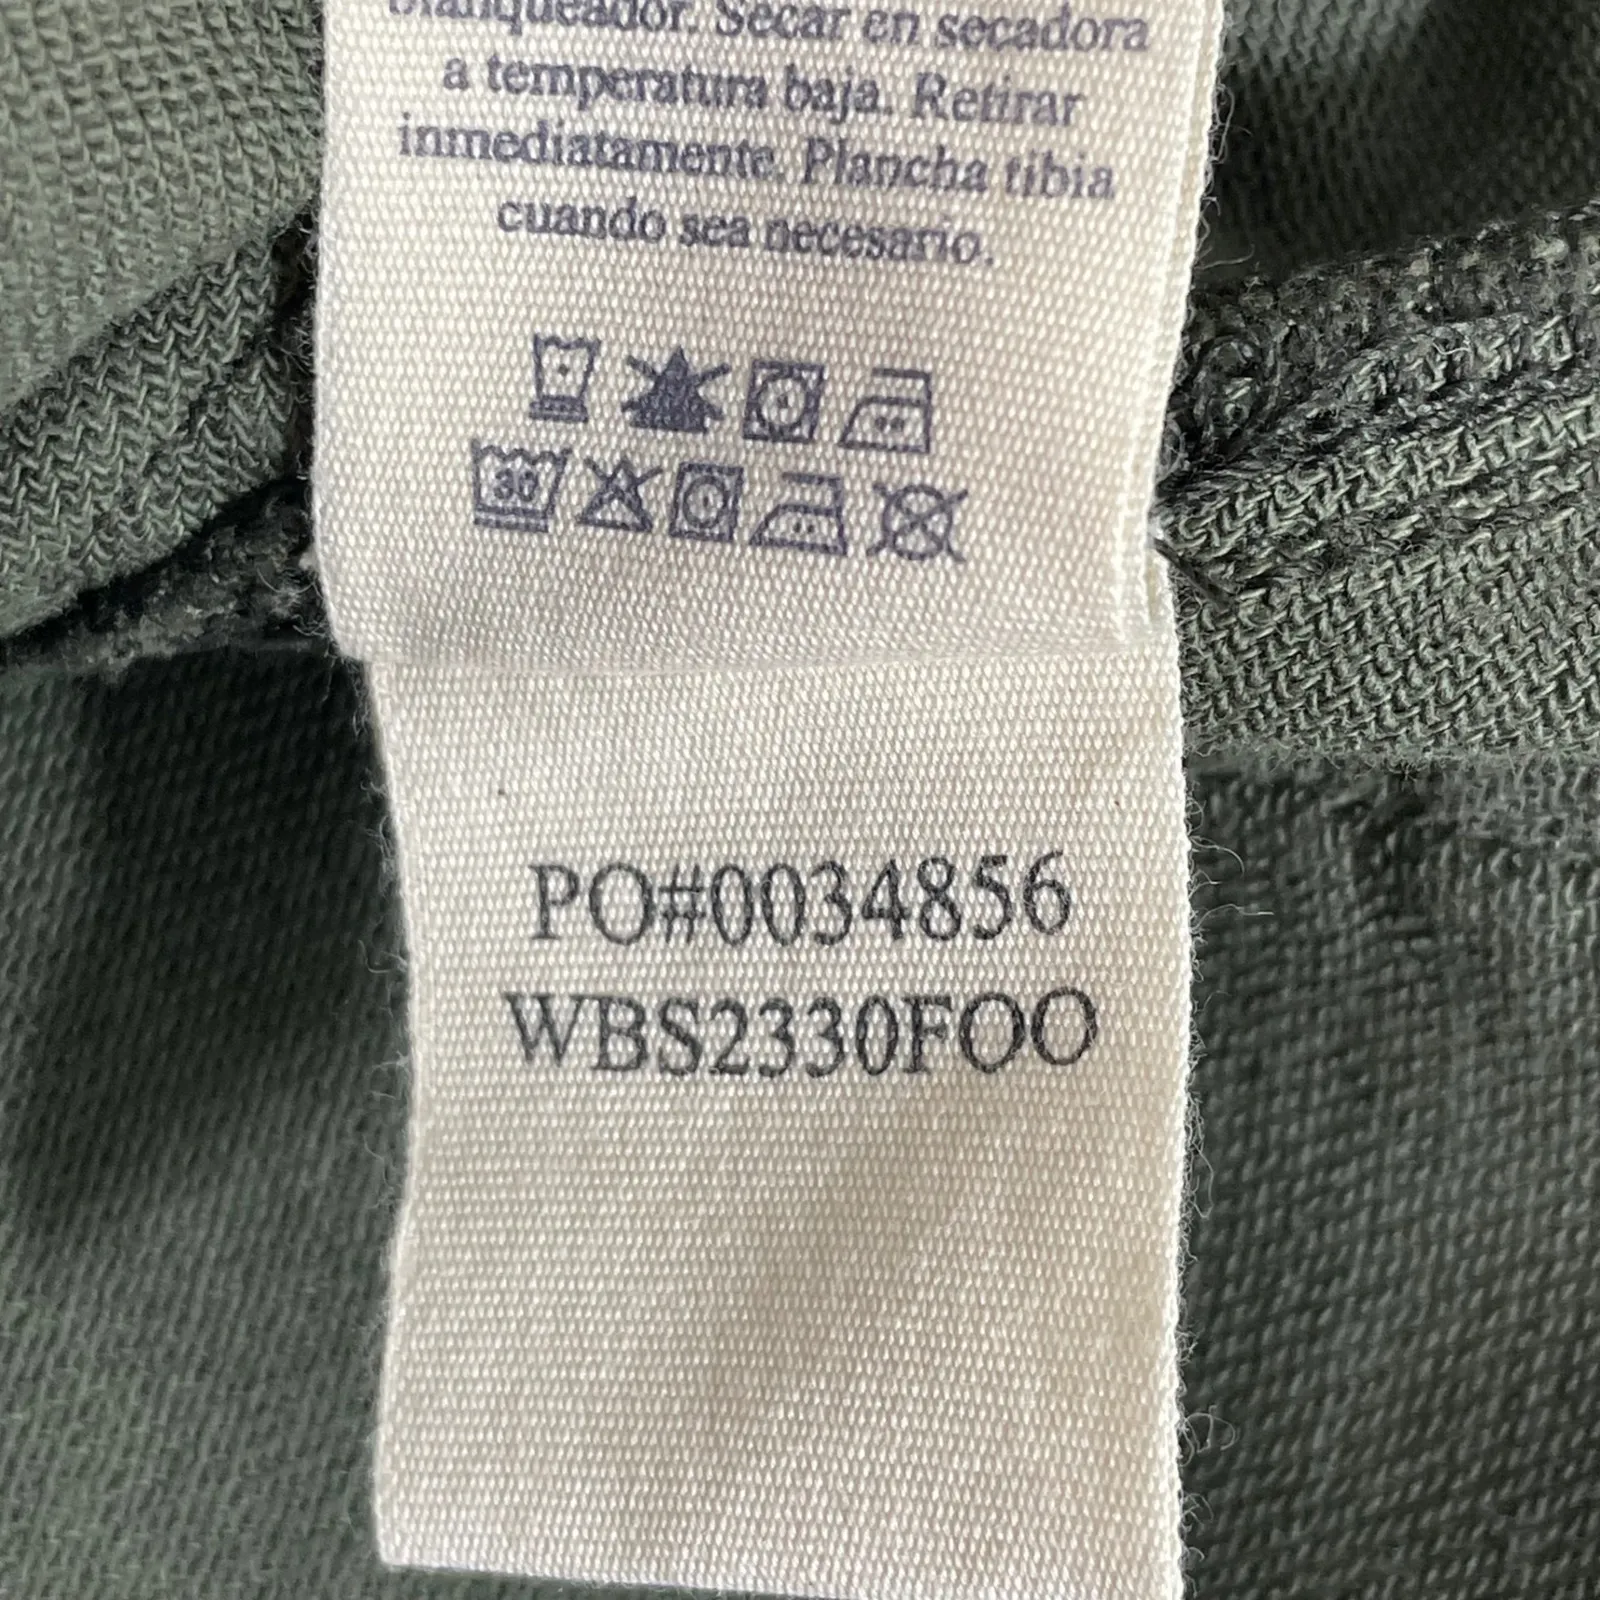 blanqueador. Secar en secadora
a temperatura baja. Retirar
inmediatamente. Plancha tibia
cuando sea necesario.
30
PO#0034856
WBS2330FOO